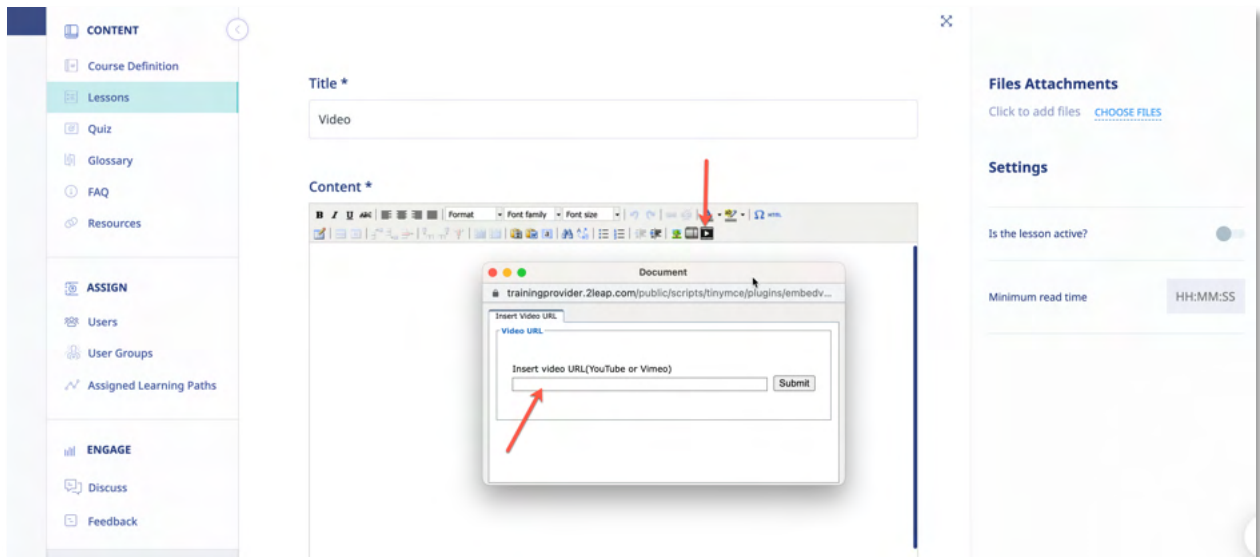 CONTENT
Course Definition
Lessons
Quiz
Glossary
FAQ
Resources
ASSIGN
Users
User Groups
Assigned Learning Paths
ENGAGE
Discuss
Feedback
Title *
Video
Content *
B I U ABC Format Font family Font size Ω HTML
Document
trainingprovider.2leap.com/public/scripts/tinymce/plugins/embedv...
Insert Video URL
Video URL
Insert video URL(YouTube or Vimeo)
Submit
Files Attachments
Click to add files CHOOSE FILES
Settings
Is the lesson active?
Minimum read time HH:MM:SS